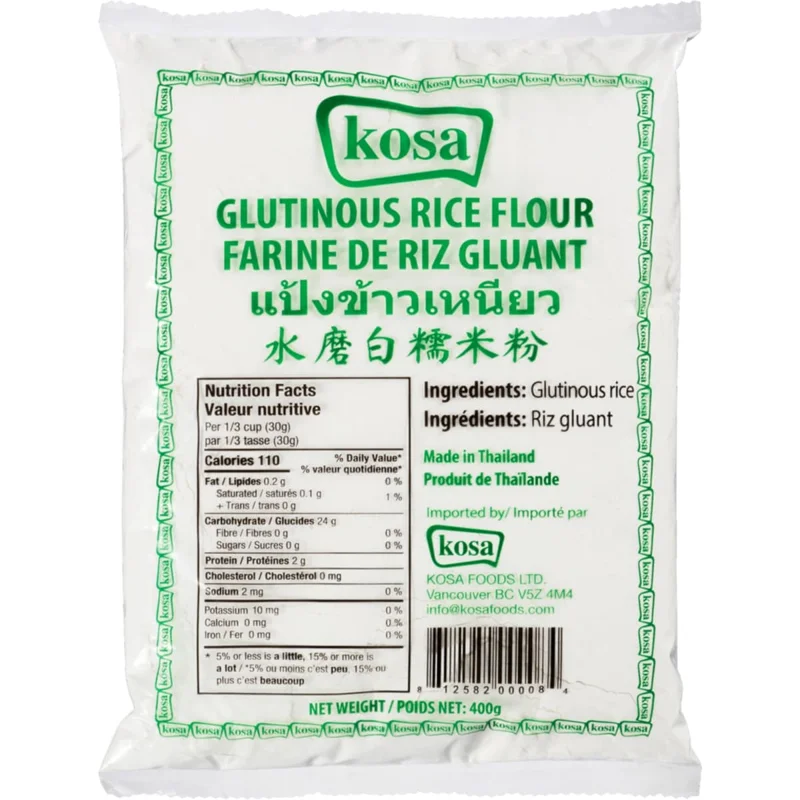 kosa
GLUTINOUS RICE FLOUR
FARINE DE RIZ GLUANT
แป้งข้าวเหนียว
水磨白糯米粉
Nutrition Facts
Valeur nutritive
Per 1/3 cup (30g)
par 1/3 tasse (30g)
Calories 110
% Daily Value*
% valeur quotidienne*
Fat / Lipides 0.2 g 0 %
Saturated / saturés 0.1 g
+ Trans / trans 0 g
1 %
Carbohydrate / Glucides 24 g
Fibre / Fibres 0 g 0 %
Sugars / Sucres 0 g 0 %
Protein / Protéines 2 g
Cholesterol / Cholestérol 0 mg
Sodium 2 mg 0 %
Potassium 10 mg 0 %
Calcium 0 mg 0 %
Iron / Fer 0 mg 0 %
* 5% or less is a little, 15% or more is
a lot / *5% ou moins c'est peu, 15% ou
plus c'est beaucoup
Ingredients: Glutinous rice
Ingrédients: Riz gluant
Made in Thailand
Produit de Thaïlande
Imported by/ Importé par
kosa
KOSA FOODS LTD.
Vancouver BC V5Z 4M4
info@kosafoods.com
8 12582 00008 4
NET WEIGHT / POIDS NET: 400g